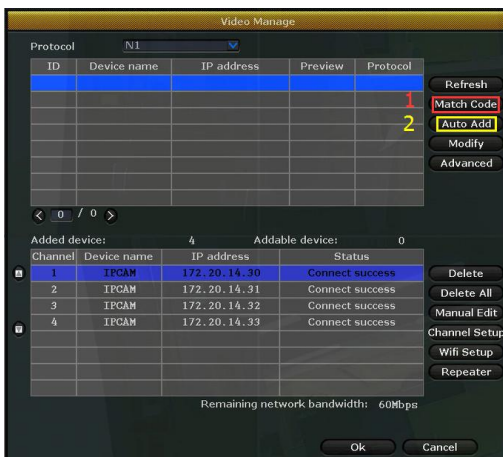 Video Manage
Protocol N1
ID Device name IP address Preview Protocol
Refresh
1 Match Code
2 Auto Add
Modify
Advanced
0 / 0
Added device: 4 Addable device: 0
Channel Device name IP address Status
1 IPCAM 172.20.14.30 Connect success Delete
2 IPCAM 172.20.14.31 Connect success Delete All
3 IPCAM 172.20.14.32 Connect success Manual Edit
4 IPCAM 172.20.14.33 Connect success Channel Setup
Wifi Setup
Repeater
Remaining network bandwidth: 60Mbps
Ok Cancel